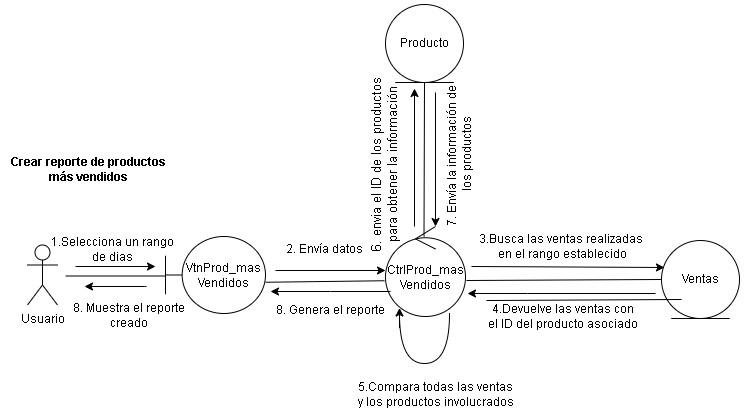 Producto
6. envia el ID de los productos
para obtener la información
7. Envía la información de
los productos
Crear reporte de productos
más vendidos
1.Selecciona un rango
de dias
2. Envía datos
3.Busca las ventas realizadas
en el rango establecido
VtnProd_mas
Vendidos
CtrlProd_mas
Vendidos
Ventas
8. Muestra el reporte
creado
Usuario
8. Genera el reporte
4.Devuelve las ventas con
el ID del producto asociado
5.Compara todas las ventas
y los productos involucrados